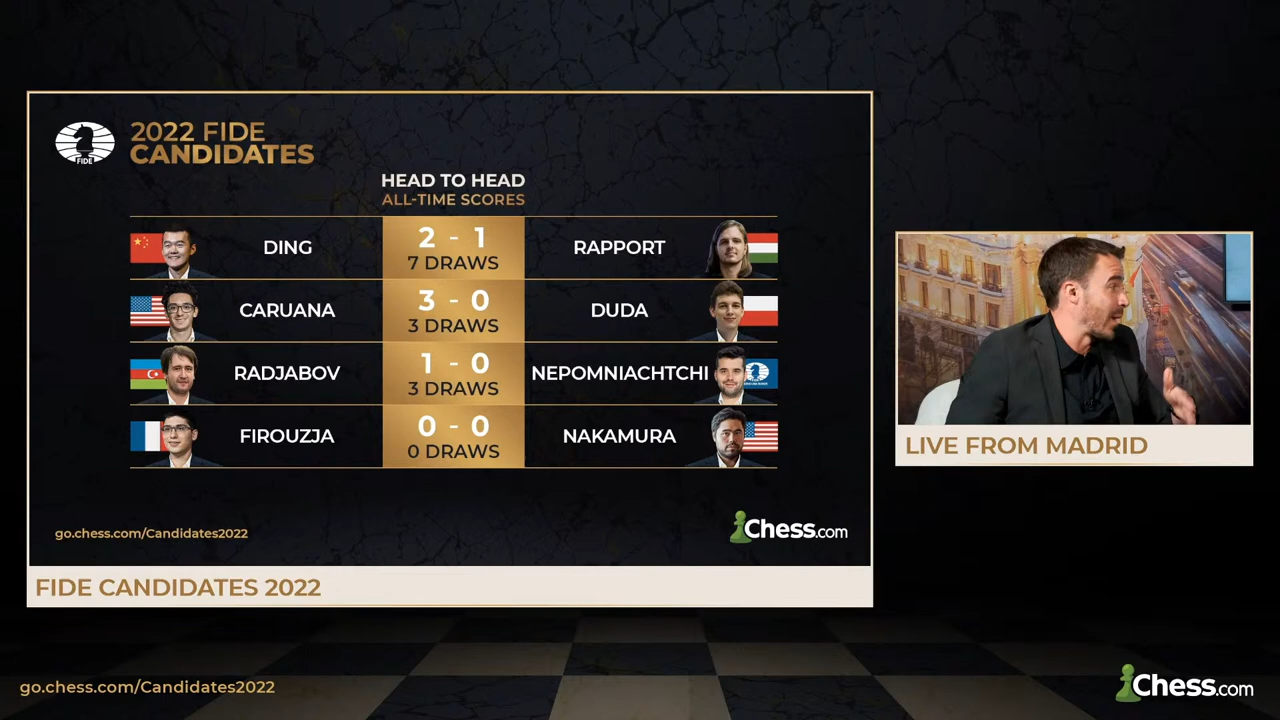 2022 FIDE
CANDIDATES
FIDE
HEAD TO HEAD
ALL-TIME SCORES
DING 2 - 1 RAPPORT
7 DRAWS
CARUANA 3 - 0 DUDA
3 DRAWS
RADJABOV 1 - 0 NEPOMNIACHTCHI
3 DRAWS
FIROUZJA 0 - 0 NAKAMURA
0 DRAWS
go.chess.com/Candidates2022
Chess.com
FIDE CANDIDATES 2022
LIVE FROM MADRID
go.chess.com/Candidates2022
Chess.com